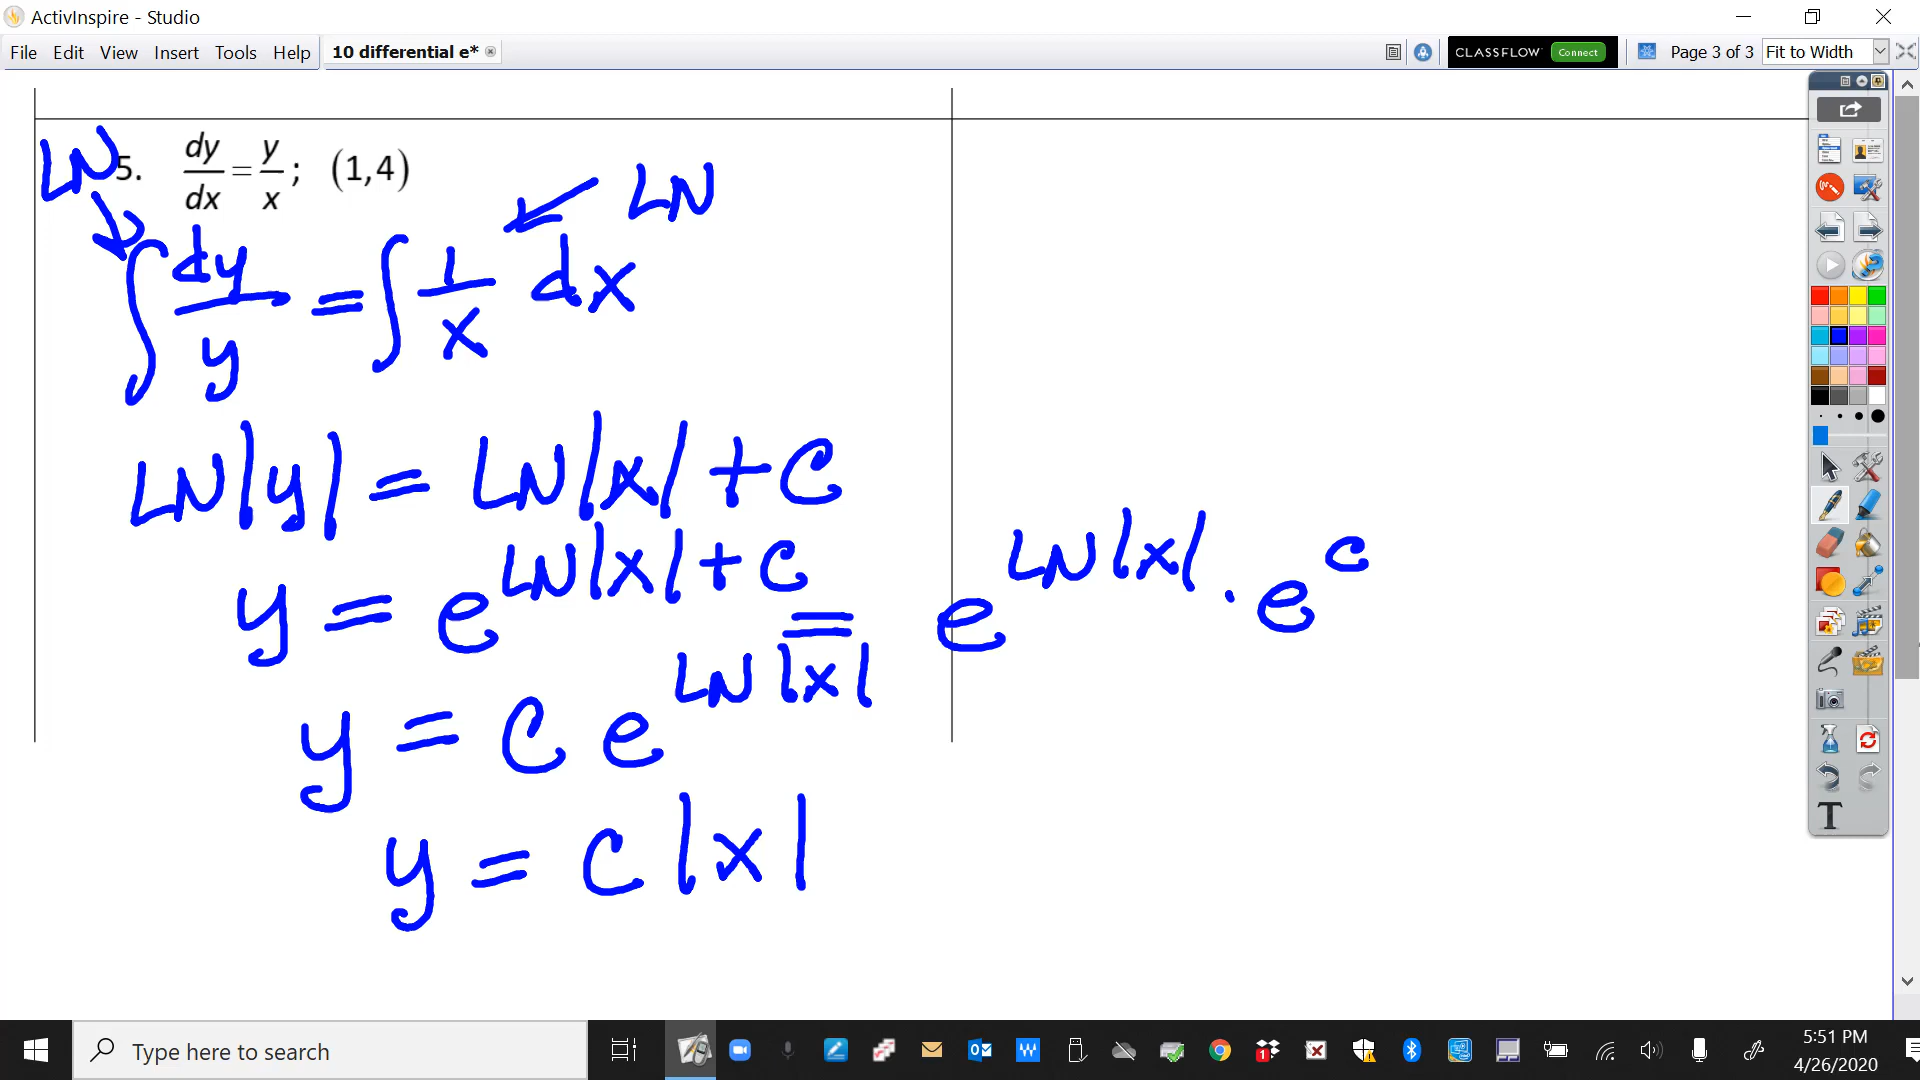 ActivInspire - Studio
File Edit View Insert Tools Help
10 differential e*
CLASSFLOW Connect
Page 3 of 3 Fit to Width
5. dy/dx = y/x; (1,4)
LN
LN
∫ dy/y = ∫ 1/x dx
LN|y| = LN|x| + C
y = e^(LN|x| + C) = e^(LN|x|) · e^C
y = C e^(LN|x|)
y = C|x|
T
Type here to search
1
5:51 PM
4/26/2020